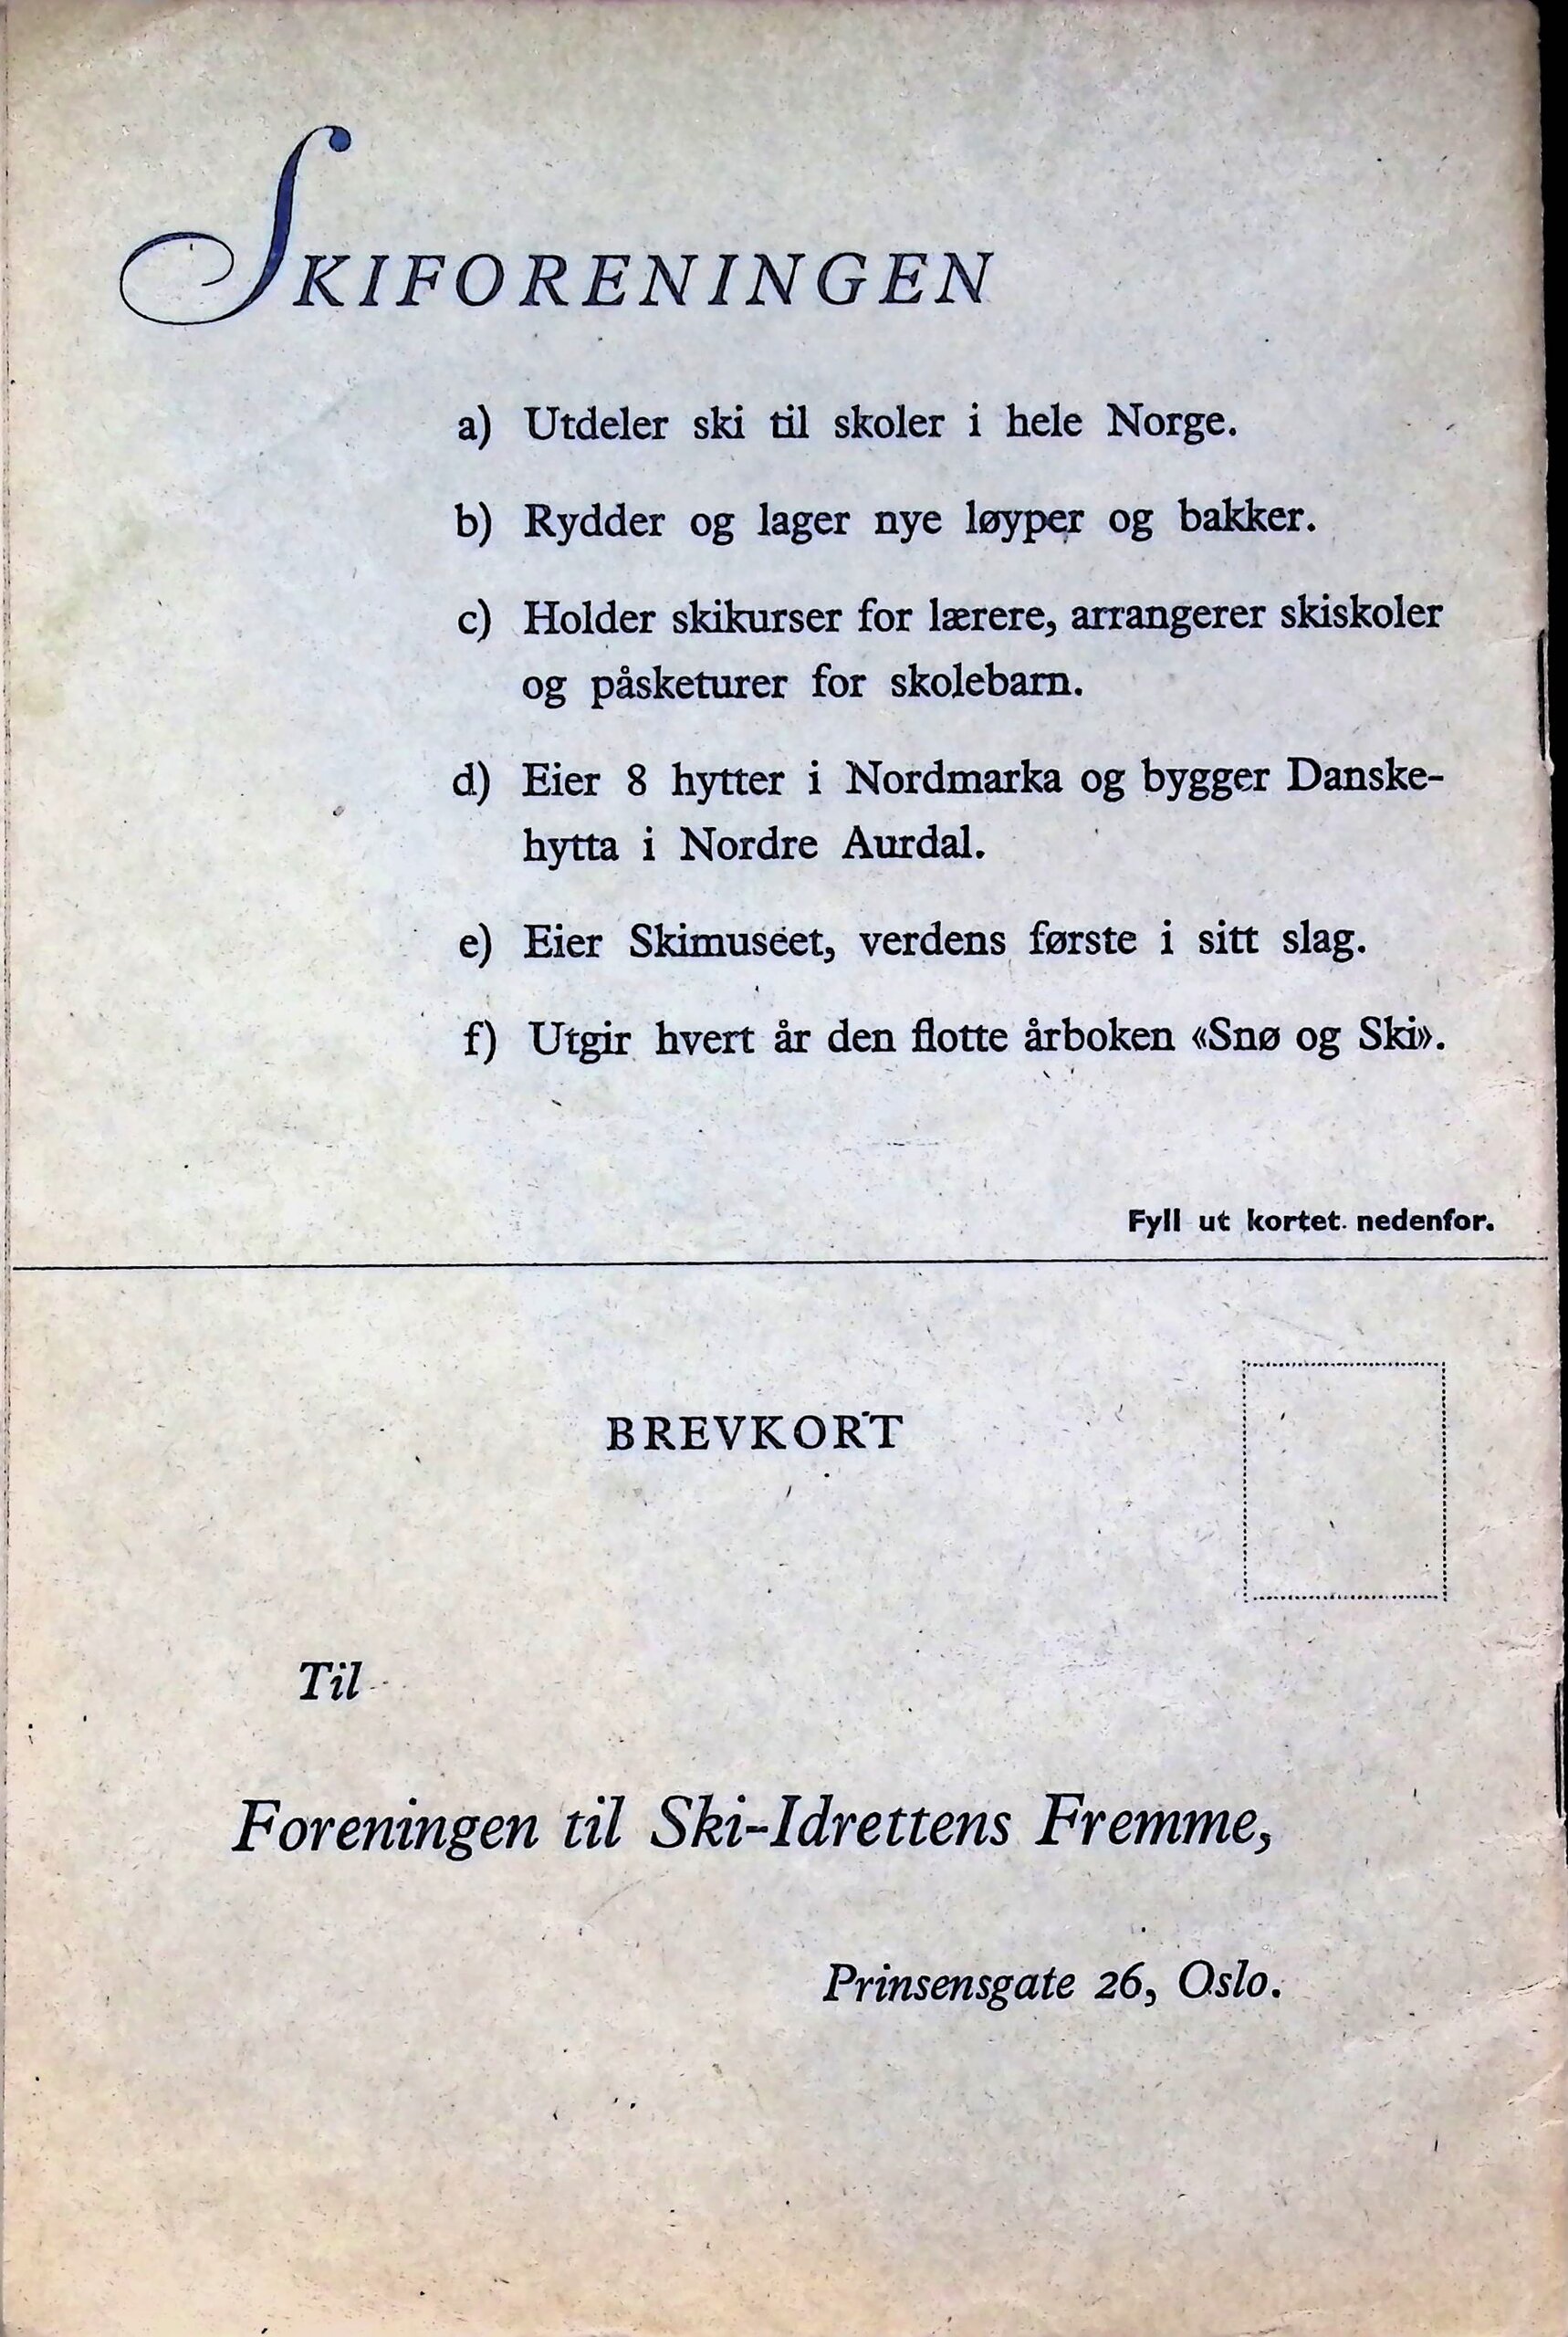 SKIFORENINGEN
a) Utdeler ski til skoler i hele Norge.
b) Rydder og lager nye løyper og bakker.
c) Holder skikurser for lærere, arrangerer skiskoler
og påsketurer for skolebarn.
d) Eier 8 hytter i Nordmarka og bygger Danske-
hytta i Nordre Aurdal.
e) Eier Skimuseet, verdens første i sitt slag.
f) Utgir hvert år den flotte årboken «Snø og Ski».
Fyll ut kortet nedenfor.
BREVKORT
Til
Foreningen til Ski-Idrettens Fremme,
Prinsensgate 26, Oslo.